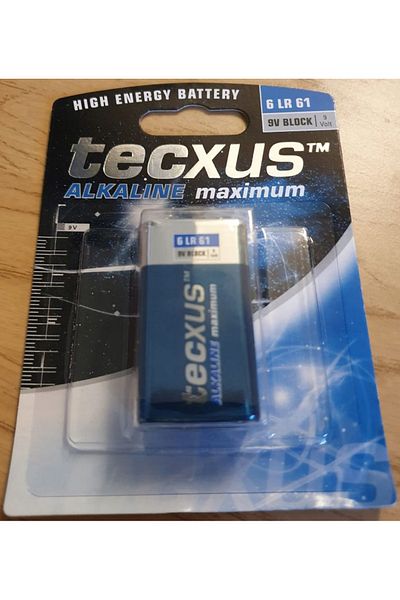 HIGH ENERGY BATTERY
6 LR 61
9V BLOCK 9 Volt
tecxus™
ALKALINE maximum
9V
6 LR 61
9V BLOCK
tecxus™
ALKALINE maximum